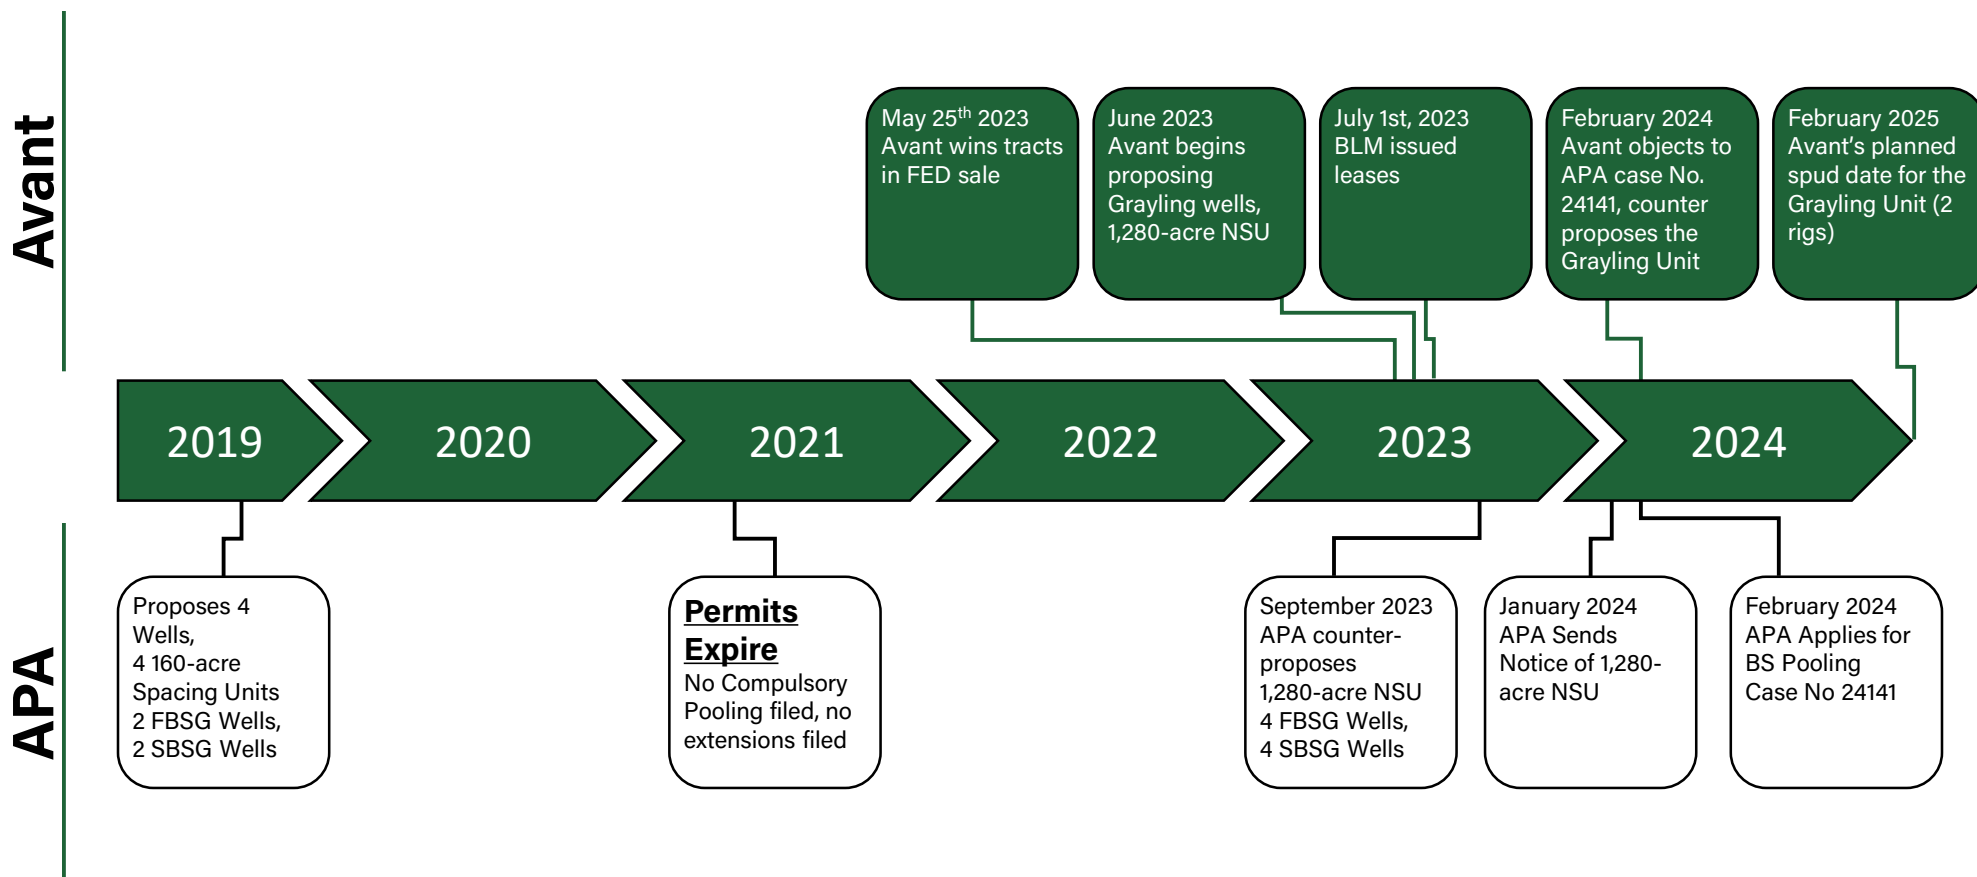 Avant
May 25th 2023
Avant wins tracts
in FED sale
June 2023
Avant begins
proposing
Grayling wells,
1,280-acre NSU
July 1st, 2023
BLM issued
leases
February 2024
Avant objects to
APA case No.
24141, counter
proposes the
Grayling Unit
February 2025
Avant’s planned
spud date for the
Grayling Unit (2
rigs)
2019
2020
2021
2022
2023
2024
APA
Proposes 4
Wells,
4 160-acre
Spacing Units
2 FBSG Wells,
2 SBSG Wells
Permits
Expire
No Compulsory
Pooling filed, no
extensions filed
September 2023
APA counter-
proposes
1,280-acre NSU
4 FBSG Wells,
4 SBSG Wells
January 2024
APA Sends
Notice of 1,280-
acre NSU
February 2024
APA Applies for
BS Pooling
Case No 24141